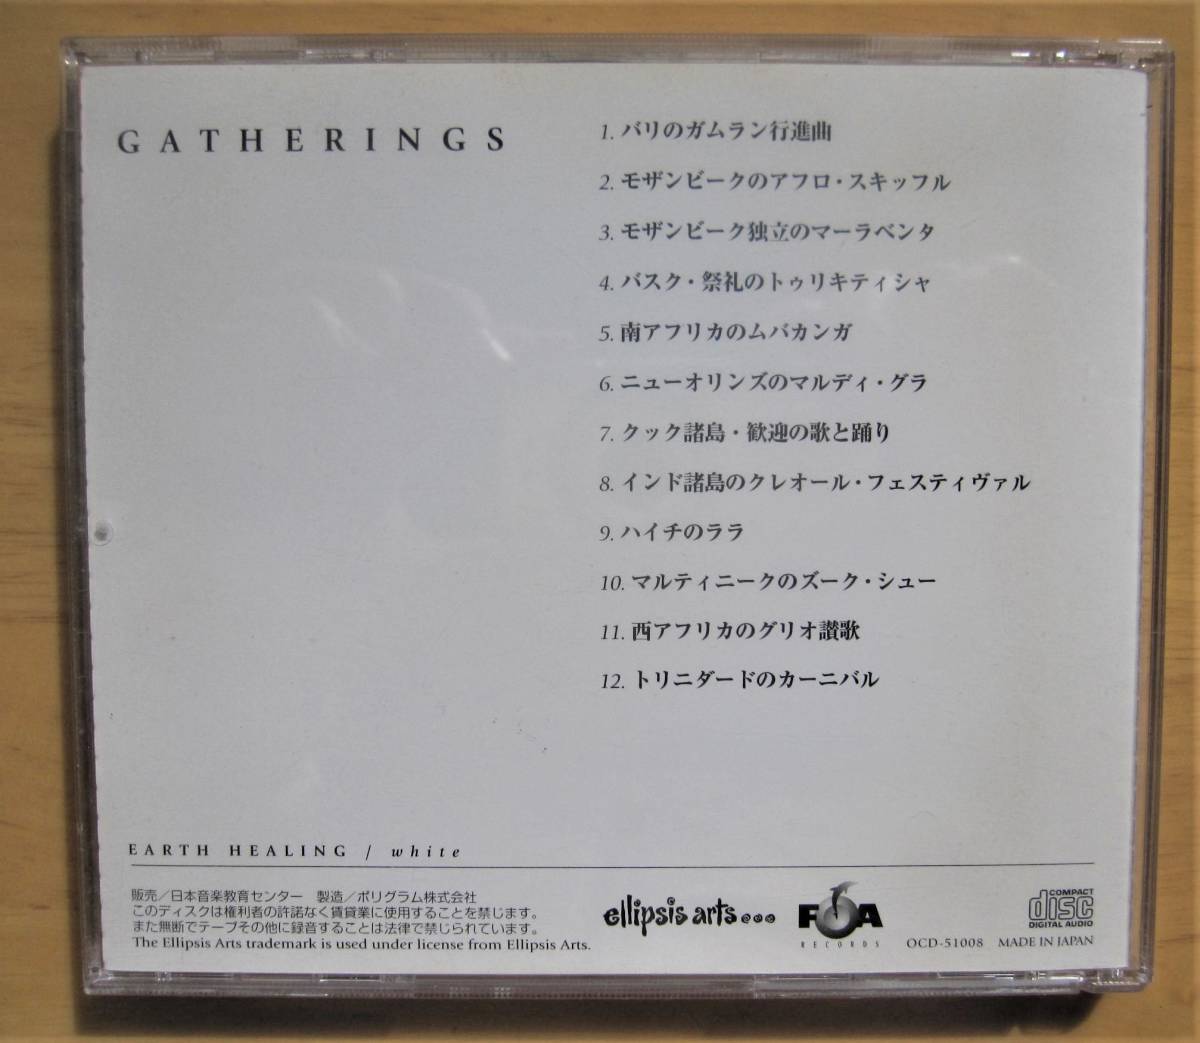 GATHERINGS
1. バリのガムラン行進曲
2. モザンビークのアフロ・スキッフル
3. モザンビーク独立のマーラベンタ
4. バスク・祭礼のトゥリキティシャ
5. 南アフリカのムバカンガ
6. ニューオリンズのマルディ・グラ
7. クック諸島・歓迎の歌と踊り
8. インド諸島のクレオール・フェスティヴァル
9. ハイチのララ
10. マルティニークのズーク・シュー
11. 西アフリカのグリオ讃歌
12. トリニダードのカーニバル
EARTH HEALING / white
販売／日本音楽教育センター 製造／ポリグラム株式会社
このディスクは権利者の許諾なく賃貸業に使用することを禁じます。
また無断でテープその他に録音することは法律で禁じられています。
The Ellipsis Arts trademark is used under license from Ellipsis Arts.
ellipsis arts...
FOA
RECORDS
COMPACT
disc
DIGITAL AUDIO
OCD-51008 MADE IN JAPAN